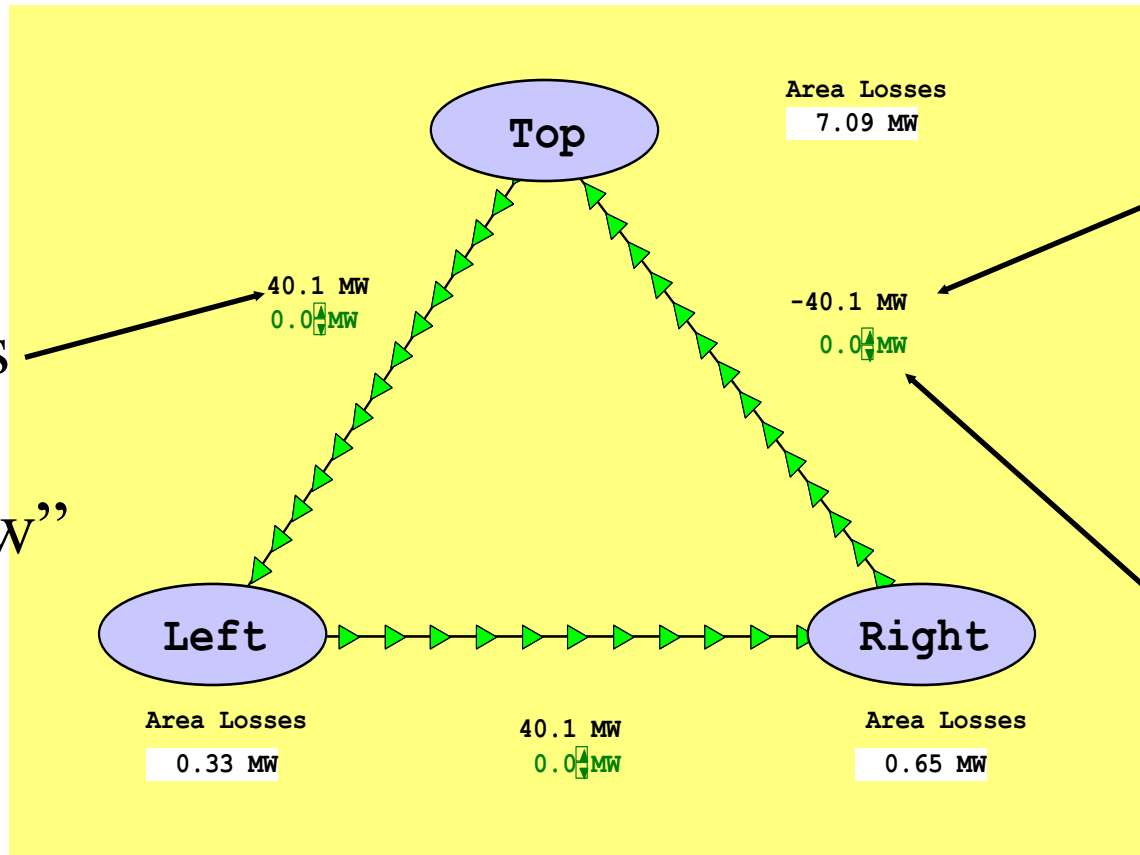 Area Losses
7.09 MW
Top
40.1 MW
0.0 MW
-40.1 MW
0.0 MW
s
w”
Left
Right
Area Losses
0.33 MW
40.1 MW
0.0 MW
Area Losses
0.65 MW